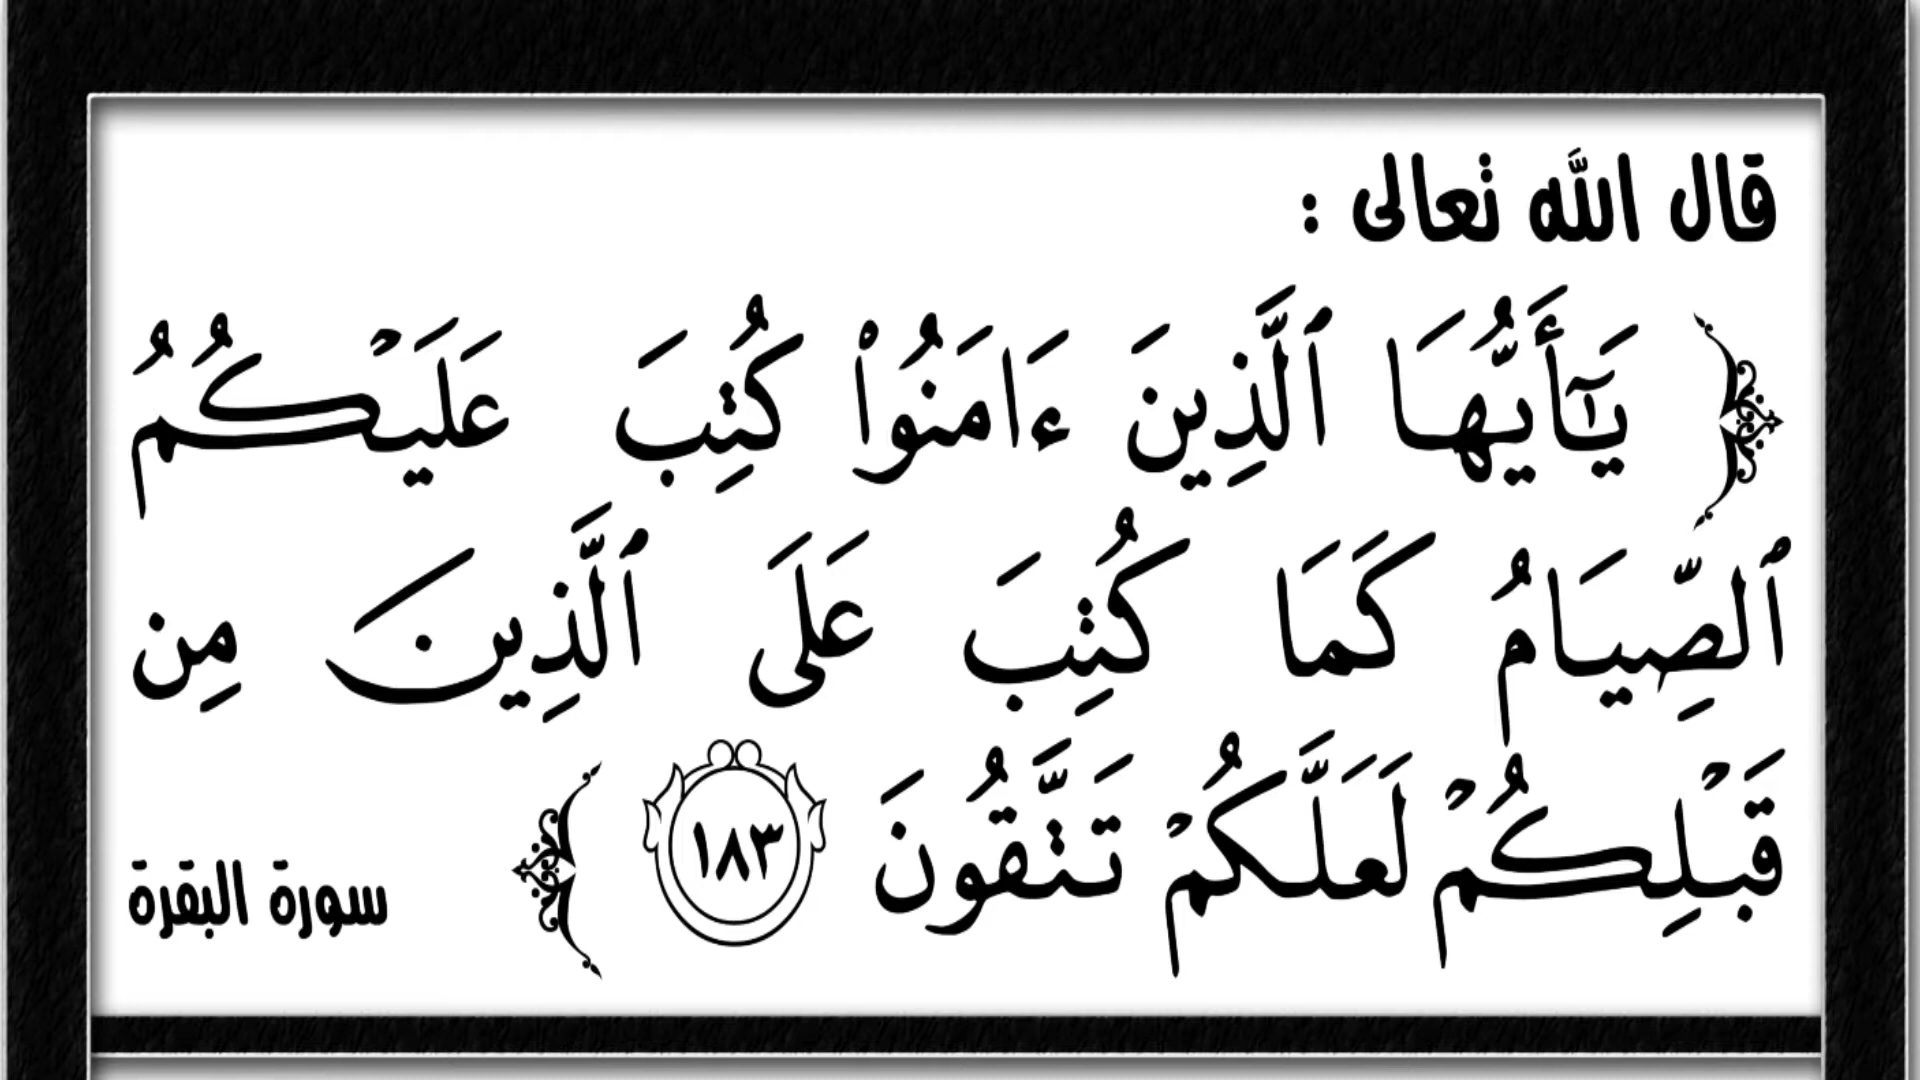 قال الله تعالى :
﴿ يَـٰٓأَيُّهَا ٱلَّذِينَ ءَامَنُوا۟ كُتِبَ عَلَيْكُمُ
ٱلصِّيَامُ كَمَا كُتِبَ عَلَى ٱلَّذِينَ مِن
قَبْلِكُمْ لَعَلَّكُمْ تَتَّقُونَ ١٨٣ ﴾ سورة البقرة